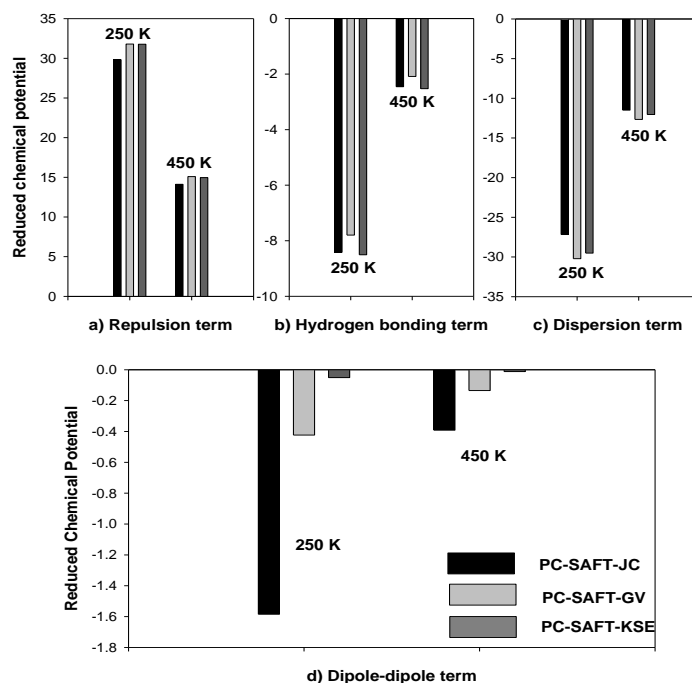 Reduced chemical potential
35
30
25
20
15
10
5
0
250 K
450 K
a) Repulsion term
0
-2
-4
-6
-8
-10
450 K
250 K
b) Hydrogen bonding term
0
-5
-10
-15
-20
-25
-30
-35
450 K
250 K
c) Dispersion term
Reduced Chemical Potential
0.0
-0.2
-0.4
-0.6
-0.8
-1.0
-1.2
-1.4
-1.6
-1.8
450 K
250 K
PC-SAFT-JC
PC-SAFT-GV
PC-SAFT-KSE
d) Dipole-dipole term